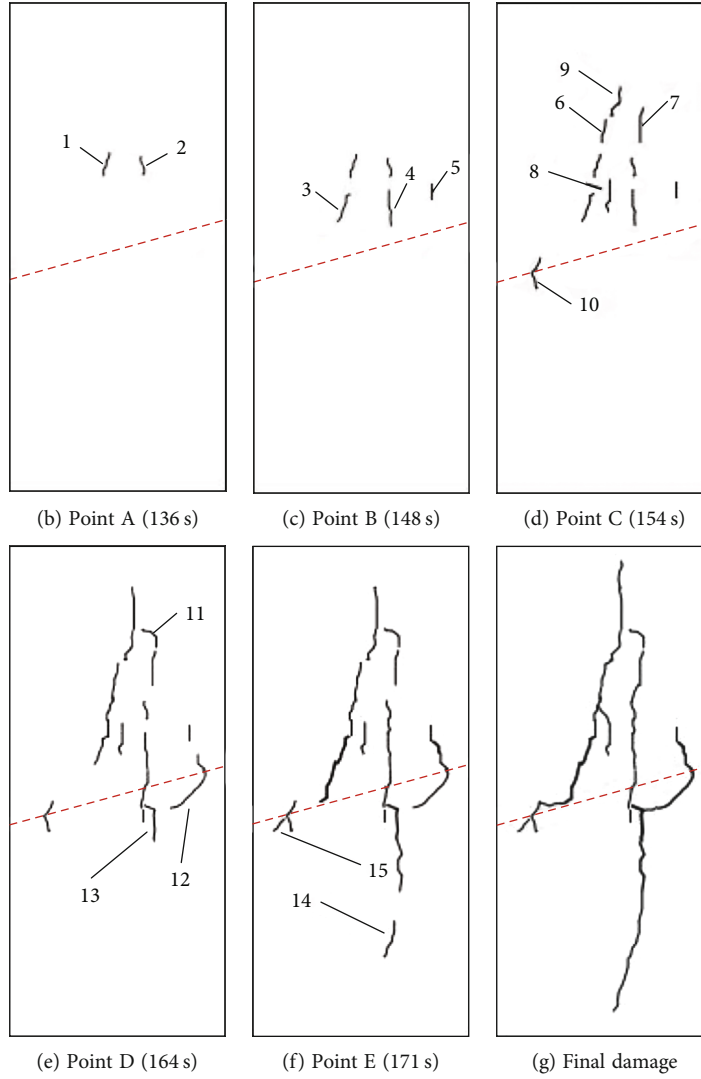 1
2
(b) Point A (136 s)
3
4
5
(c) Point B (148 s)
9
6
7
8
10
(d) Point C (154 s)
11
12
13
(e) Point D (164 s)
15
14
(f) Point E (171 s)
(g) Final damage